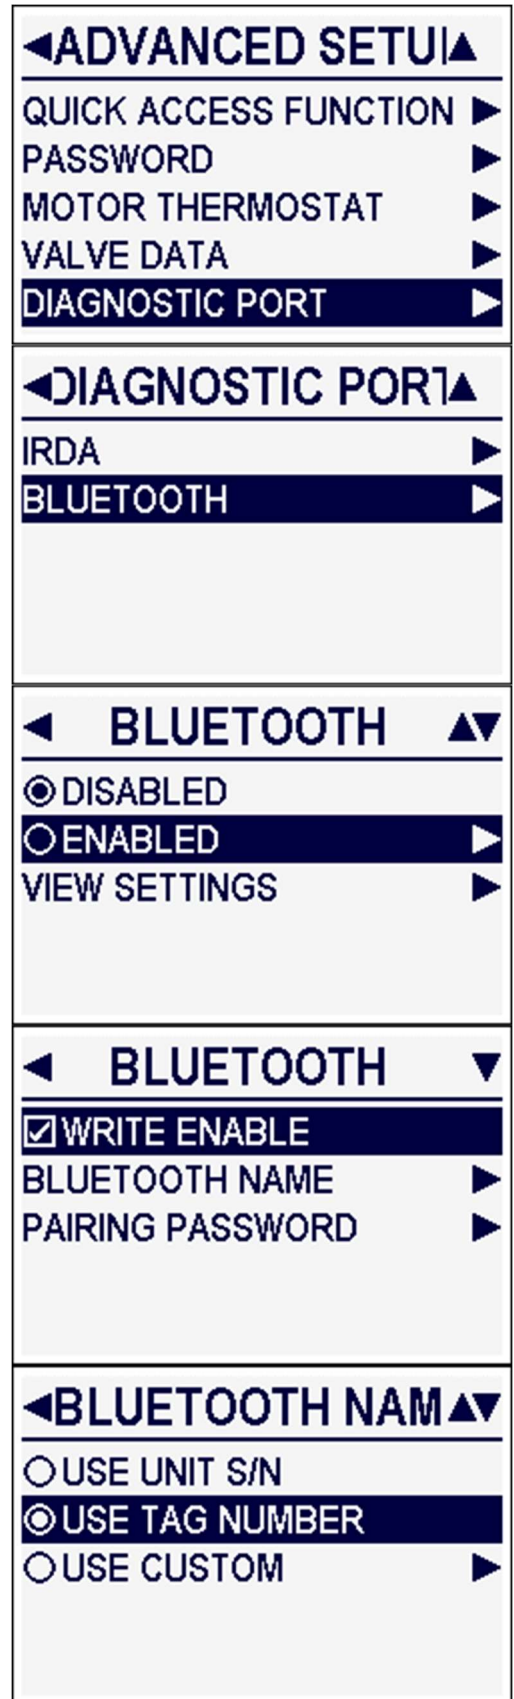 ADVANCED SETU
QUICK ACCESS FUNCTION
PASSWORD
MOTOR THERMOSTAT
VALVE DATA
DIAGNOSTIC PORT
DIAGNOSTIC PORT
IRDA
BLUETOOTH
BLUETOOTH
DISABLED
ENABLED
VIEW SETTINGS
BLUETOOTH
WRITE ENABLE
BLUETOOTH NAME
PAIRING PASSWORD
BLUETOOTH NAM
USE UNIT S/N
USE TAG NUMBER
USE CUSTOM